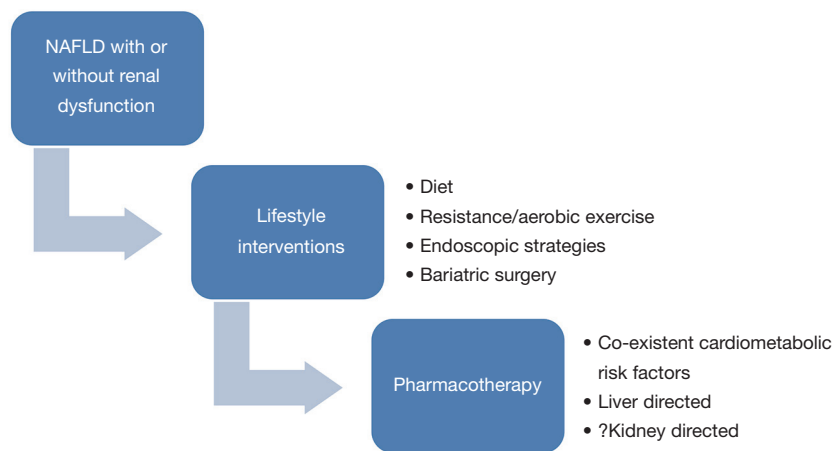 NAFLD with or
without renal
dysfunction
Lifestyle
interventions
• Diet
• Resistance/aerobic exercise
• Endoscopic strategies
• Bariatric surgery
Pharmacotherapy
• Co-existent cardiometabolic
risk factors
• Liver directed
• ?Kidney directed